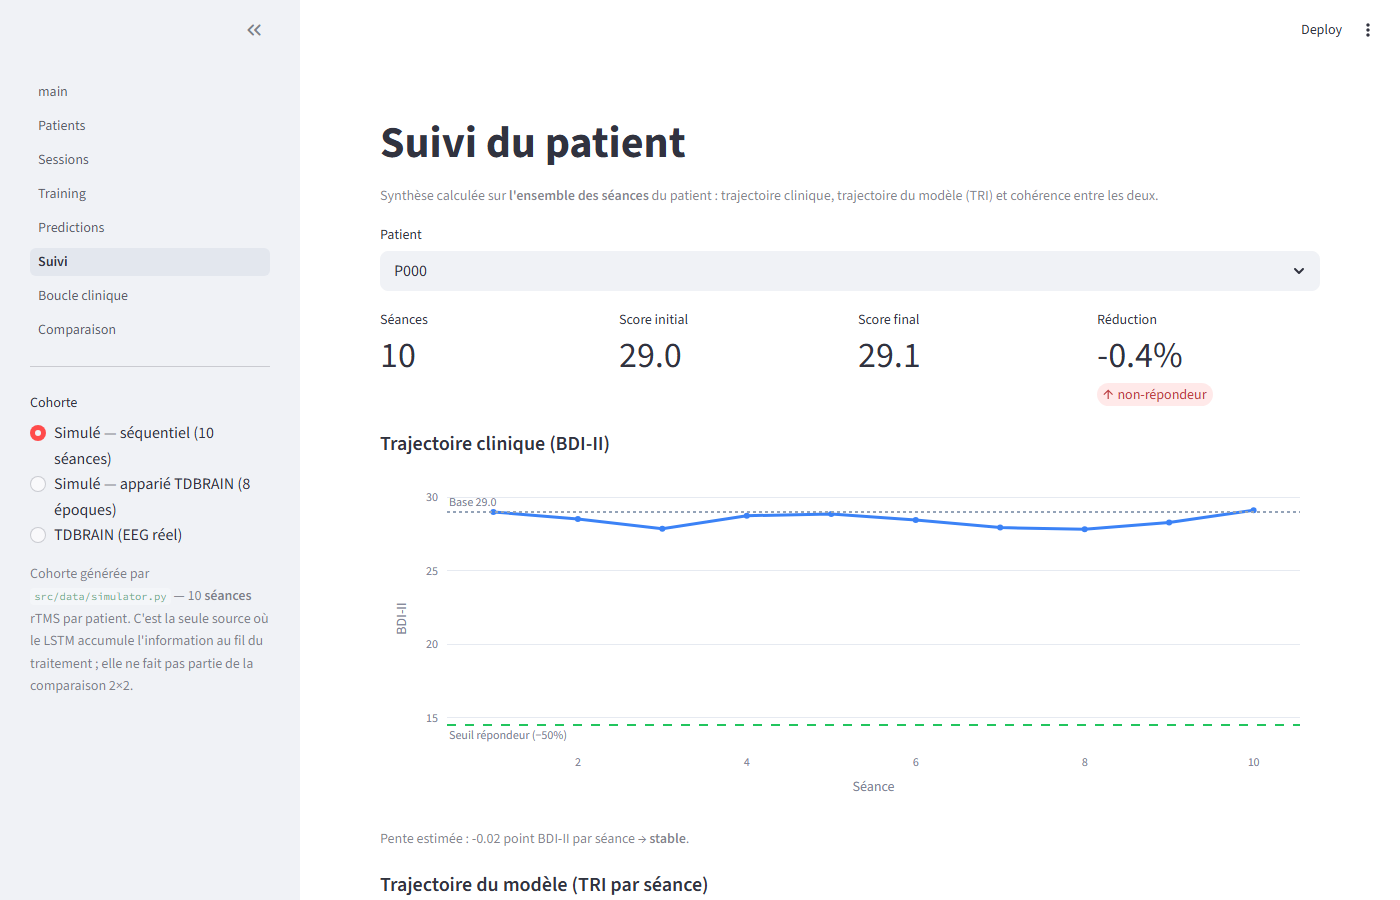 Deploy
main
Patients
Sessions
Training
Predictions
Suivi
Boucle clinique
Comparaison
Cohorte
Simulé — séquentiel (10
séances)
Simulé — apparié TDBRAIN (8
époques)
TDBRAIN (EEG réel)
Cohorte générée par
src/data/simulator.py — 10 séances
rTMS par patient. C'est la seule source où
le LSTM accumule l'information au fil du
traitement ; elle ne fait pas partie de la
comparaison 2×2.
Suivi du patient
Synthèse calculée sur l'ensemble des séances du patient : trajectoire clinique, trajectoire du modèle (TRI) et cohérence entre les deux.
Patient
P000
Séances
10
Score initial
29.0
Score final
29.1
Réduction
-0.4%
↑ non-répondeur
Trajectoire clinique (BDI-II)
30
25
20
15
BDI-II
Base 29.0
Seuil répondeur (−50%)
2 4 6 8 10
Séance
Pente estimée : -0.02 point BDI-II par séance → stable.
Trajectoire du modèle (TRI par séance)